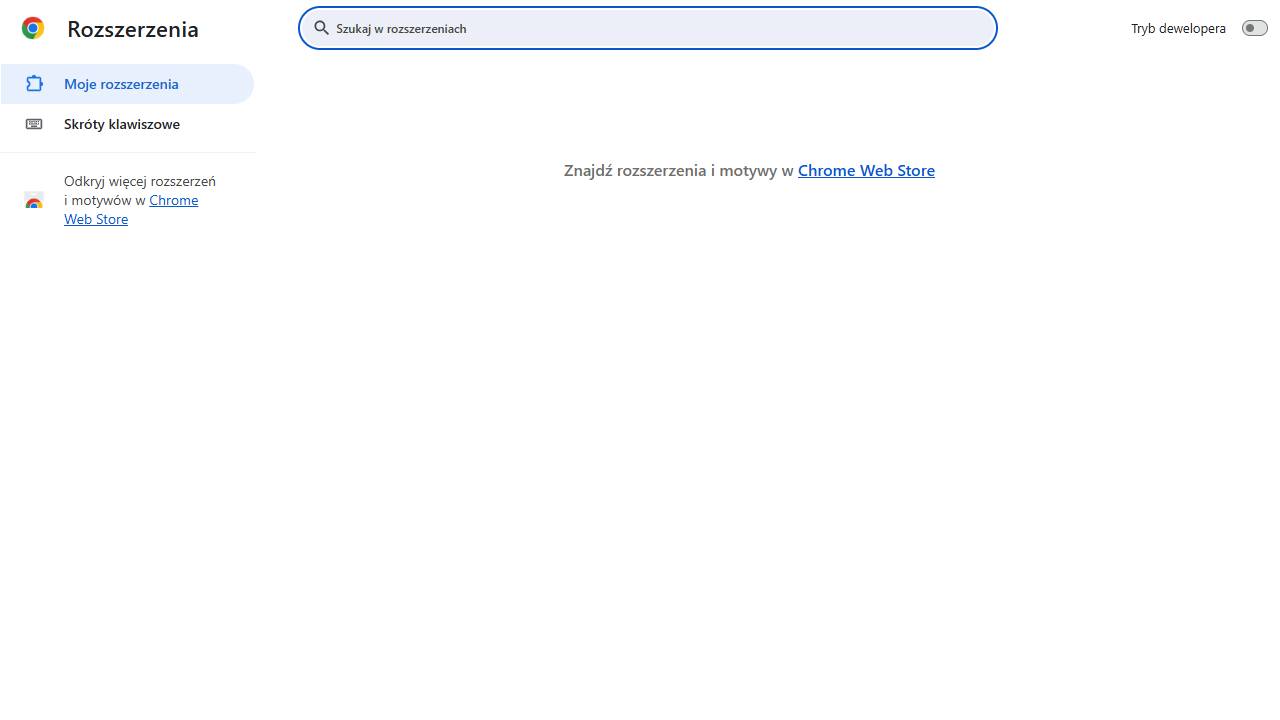 Rozszerzenia
Szukaj w rozszerzeniach
Tryb dewelopera
Moje rozszerzenia
Skróty klawiszowe
Odkryj więcej rozszerzeń
i motywów w Chrome
Web Store
Znajdź rozszerzenia i motywy w Chrome Web Store